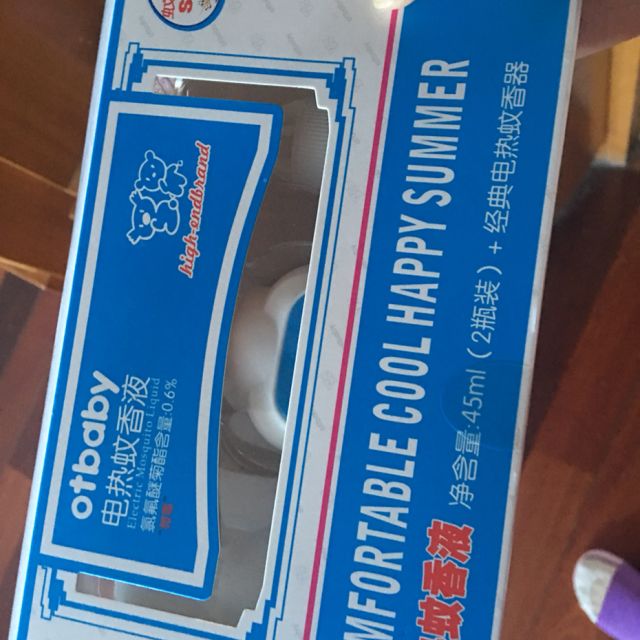 蚊
high-endbrand
otbaby
电热蚊香液
Electric Mosquito Liquid
氯氟醚菊酯含量:0.6%
MFORTABLE COOL HAPPY SUMMER
蚊香液
净含量:45ml（2瓶装）+ 经典电热蚊香器